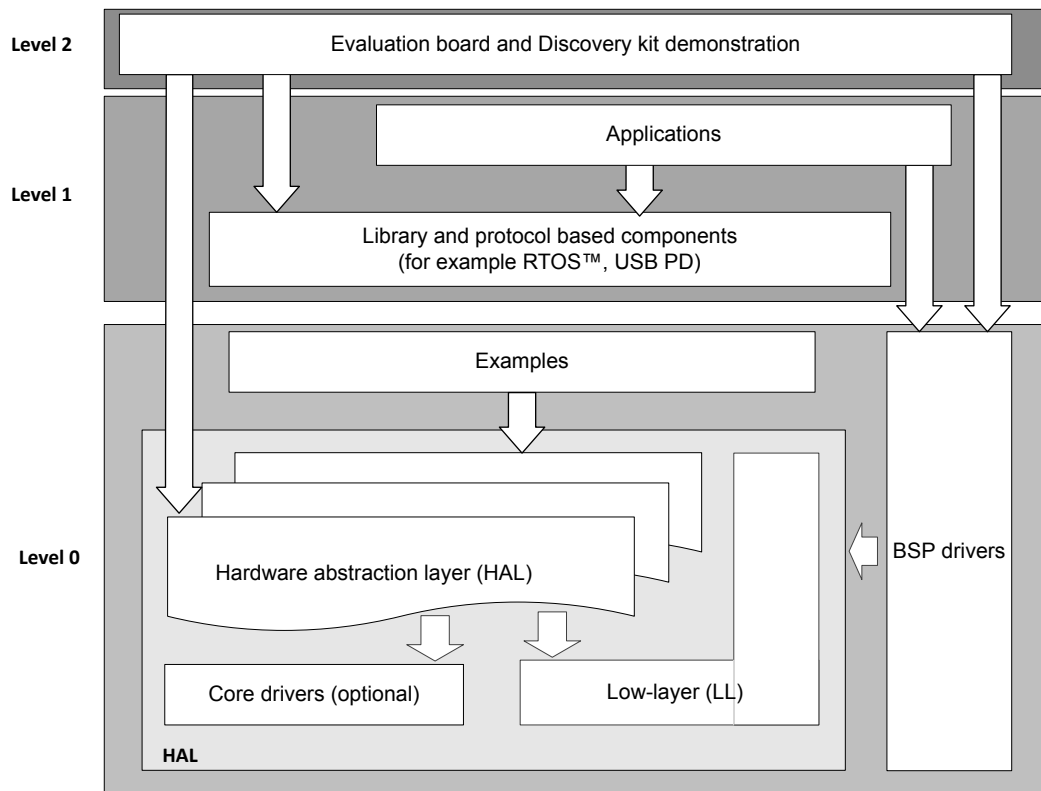 Level 2
Evaluation board and Discovery kit demonstration
Level 1
Applications
Library and protocol based components
(for example RTOS™, USB PD)
Level 0
Examples
BSP drivers
Hardware abstraction layer (HAL)
Core drivers (optional)
Low-layer (LL)
HAL